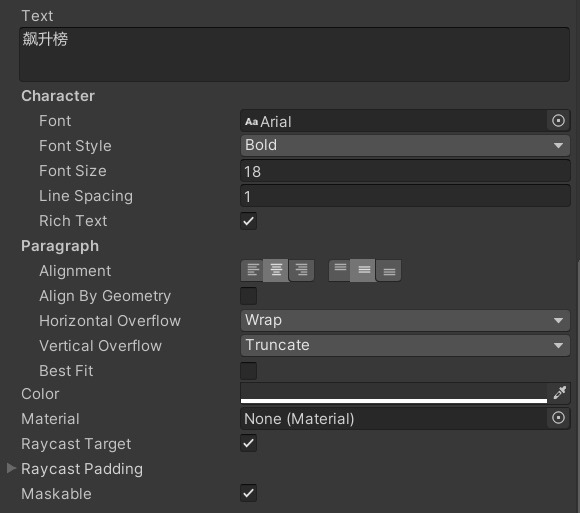 Text
飙升榜
Character
Font Aa Arial
Font Style Bold
Font Size 18
Line Spacing 1
Rich Text
Paragraph
Alignment
Align By Geometry
Horizontal Overflow Wrap
Vertical Overflow Truncate
Best Fit
Color
Material None (Material)
Raycast Target
Raycast Padding
Maskable